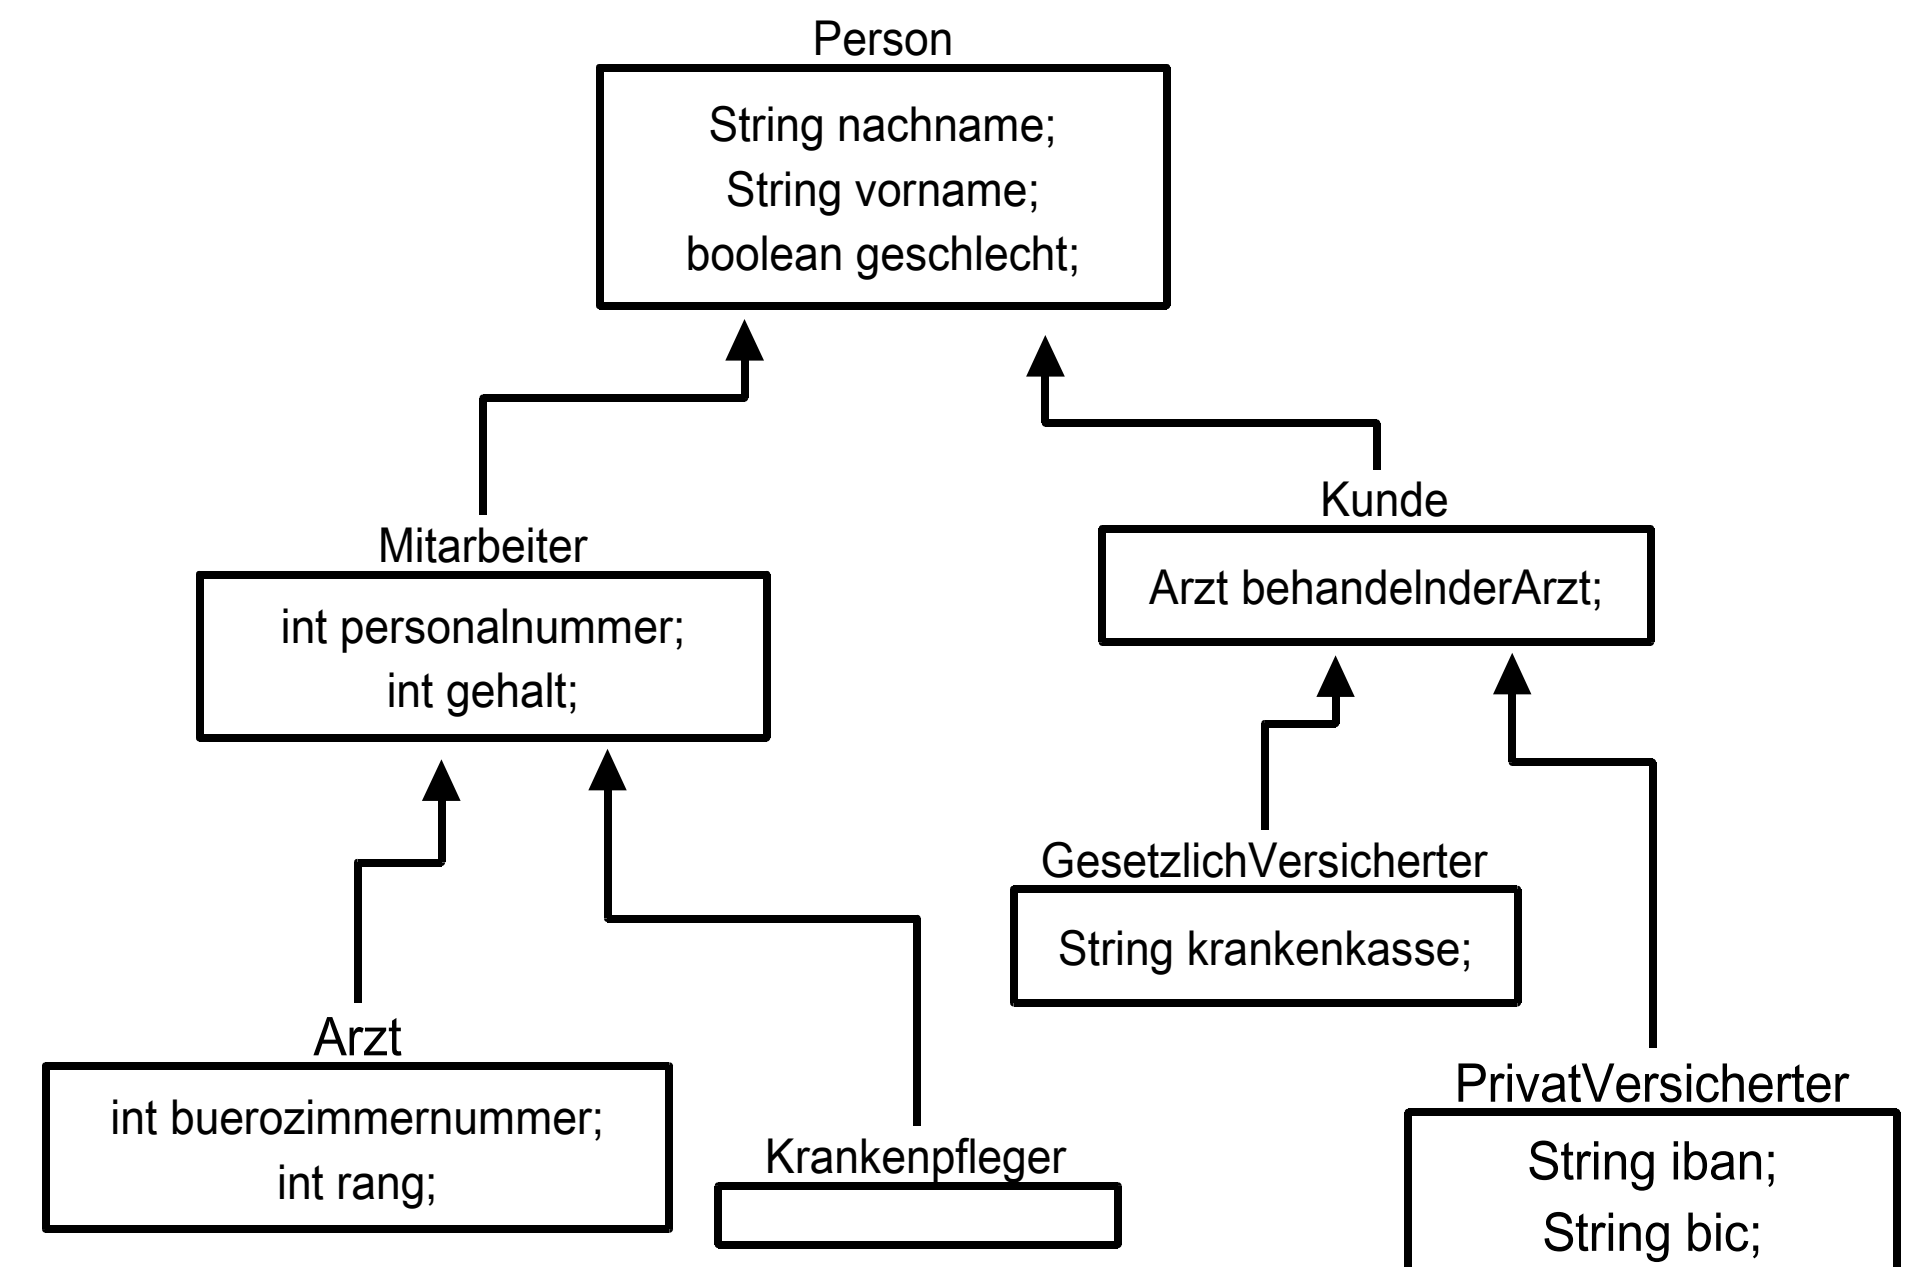 Person
String nachname;
String vorname;
boolean geschlecht;
Mitarbeiter
int personalnummer;
int gehalt;
Kunde
Arzt behandelnderArzt;
GesetzlichVersicherter
String krankenkasse;
Arzt
int buerozimmernummer;
int rang;
Krankenpfleger
PrivatVersicherter
String iban;
String bic;